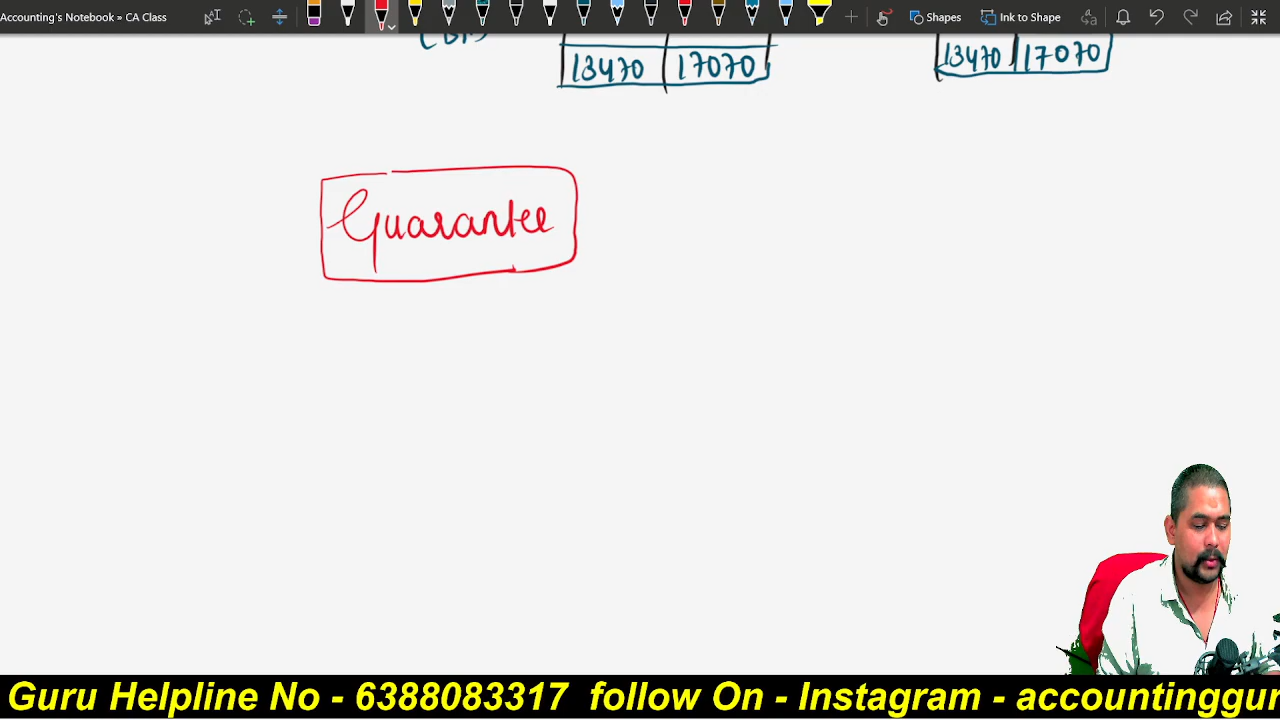 Accounting's Notebook » CA Class
Shapes
Ink to Shape
13470 17070
13470 17070
Guarantee
Guru Helpline No - 6388083317 follow On - Instagram - accountinggur